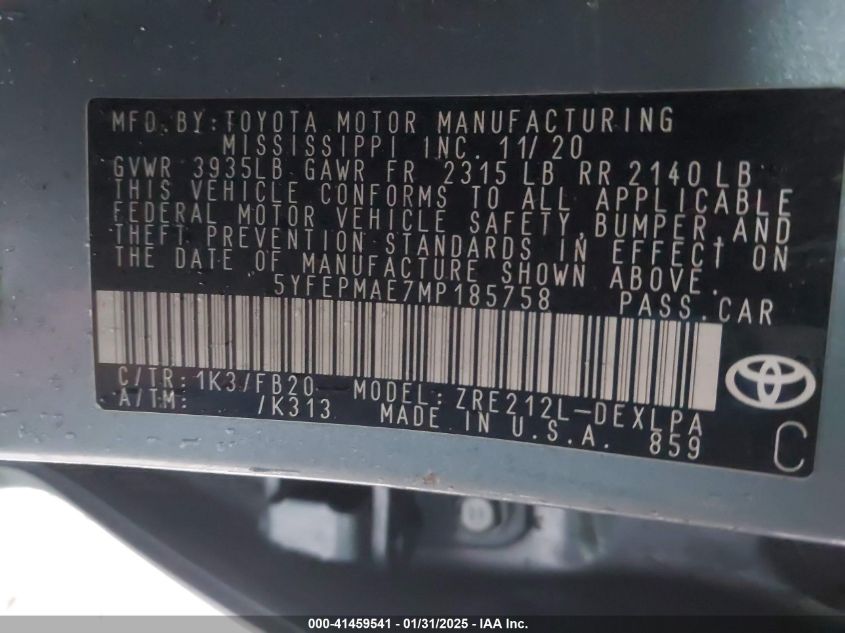 MFD.BY:TOYOTA MOTOR MANUFACTURING
MISSISSIPPI INC. 11/20
GVWR 3935LB GAWR FR 2315 LB RR 2140 LB
THIS VEHICLE CONFORMS TO ALL APPLICABLE
FEDERAL MOTOR VEHICLE SAFETY,BUMPER AND
THEFT PREVENTION STANDARDS IN EFFECT ON
THE DATE OF MANUFACTURE SHOWN ABOVE.
5YFEPMAE7MP185758 PASS.CAR
C/TR:1K3/FB20 MODEL:ZRE212L-DEXLPA
A/TM: /K313 MADE IN U.S.A. 859
C
000-41459541 - 01/31/2025 - IAA Inc.